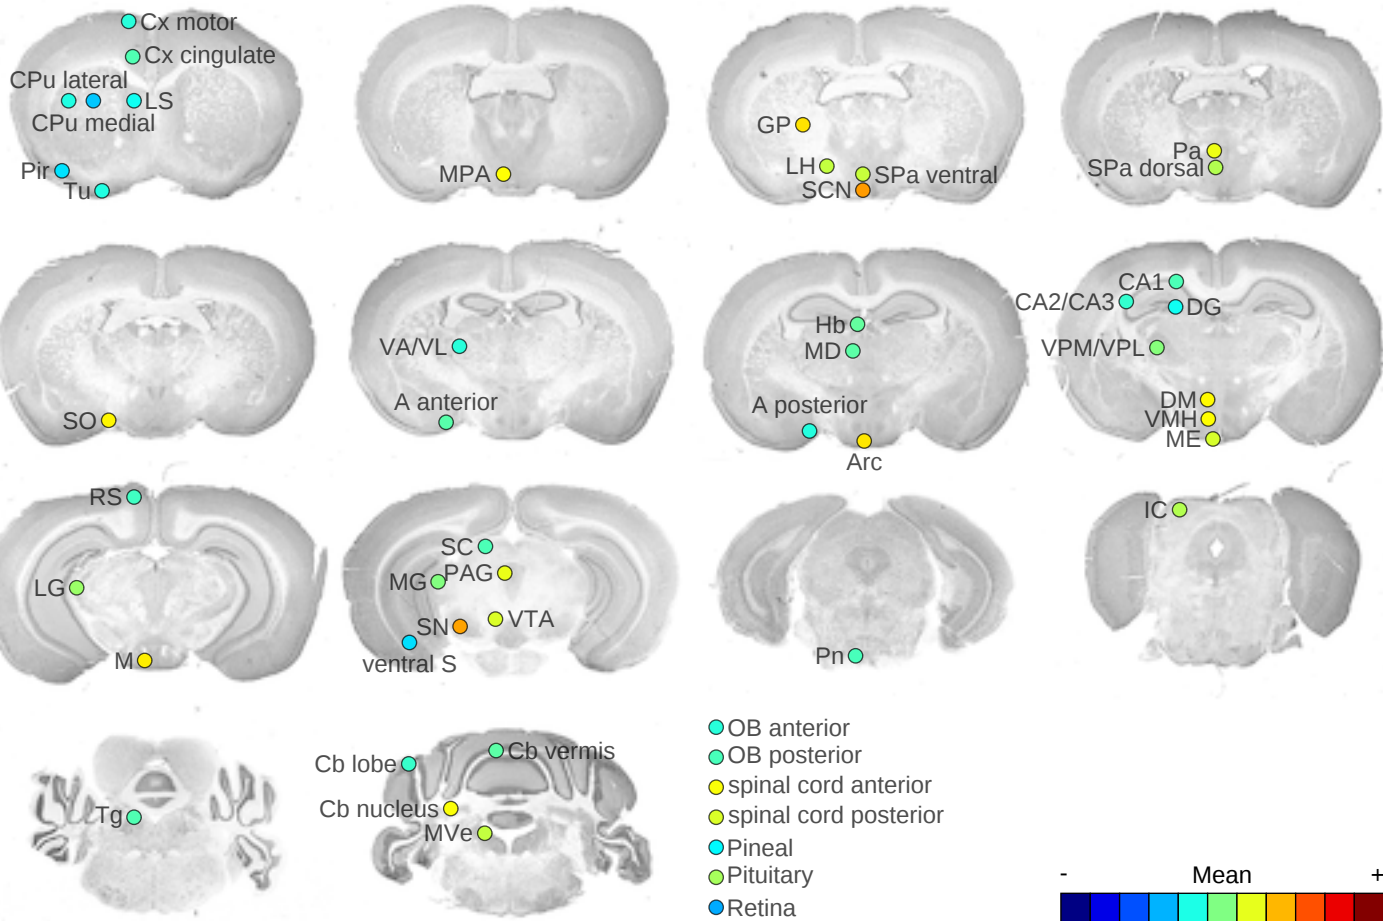 Cx motor
Cx cingulate
CPu lateral
LS
CPu medial
Pir
Tu
MPA
GP
LH
SPa ventral
SCN
Pa
SPa dorsal
SO
VA/VL
A anterior
Hb
MD
A posterior
Arc
CA1
CA2/CA3
DG
VPM/VPL
DM
VMH
ME
RS
LG
M
SC
PAG
MG
VTA
SN
ventral S
Pn
IC
Tg
Cb lobe
Cb vermis
Cb nucleus
MVe
OB anterior
OB posterior
spinal cord anterior
spinal cord posterior
Pineal
Pituitary
Retina
- Mean +